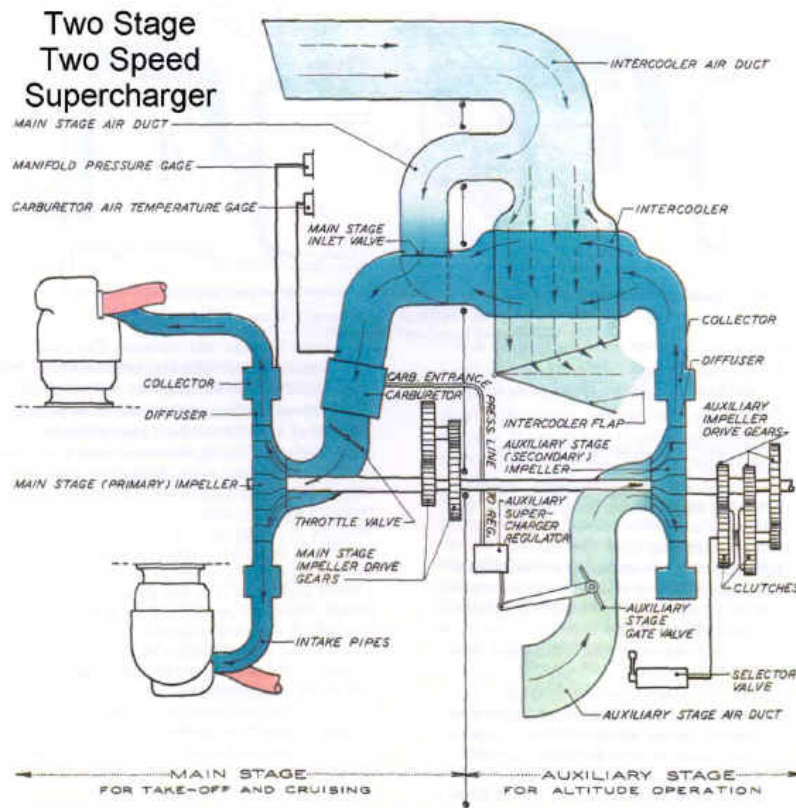 Two Stage
Two Speed
Supercharger
INTERCOOLER AIR DUCT
MAIN STAGE AIR DUCT
MANIFOLD PRESSURE GAGE
CARBURETOR AIR TEMPERATURE GAGE
INTERCOOLER
MAIN STAGE
INLET VALVE
COLLECTOR
DIFFUSER
CARB. ENTRANCE PRESS. LINE TO REG.
CARBURETOR
COLLECTOR
DIFFUSER
INTERCOOLER FLAP
AUXILIARY
IMPELLER
DRIVE GEARS
AUXILIARY STAGE
(SECONDARY)
IMPELLER
MAIN STAGE (PRIMARY) IMPELLER
THROTTLE VALVE
AUXILIARY
SUPER-
CHARGER
REGULATOR
MAIN STAGE
IMPELLER DRIVE
GEARS
CLUTCHES
AUXILIARY
STAGE
GATE VALVE
INTAKE PIPES
SELECTOR
VALVE
AUXILIARY STAGE AIR DUCT
MAIN STAGE
FOR TAKE-OFF AND CRUISING
AUXILIARY STAGE
FOR ALTITUDE OPERATION